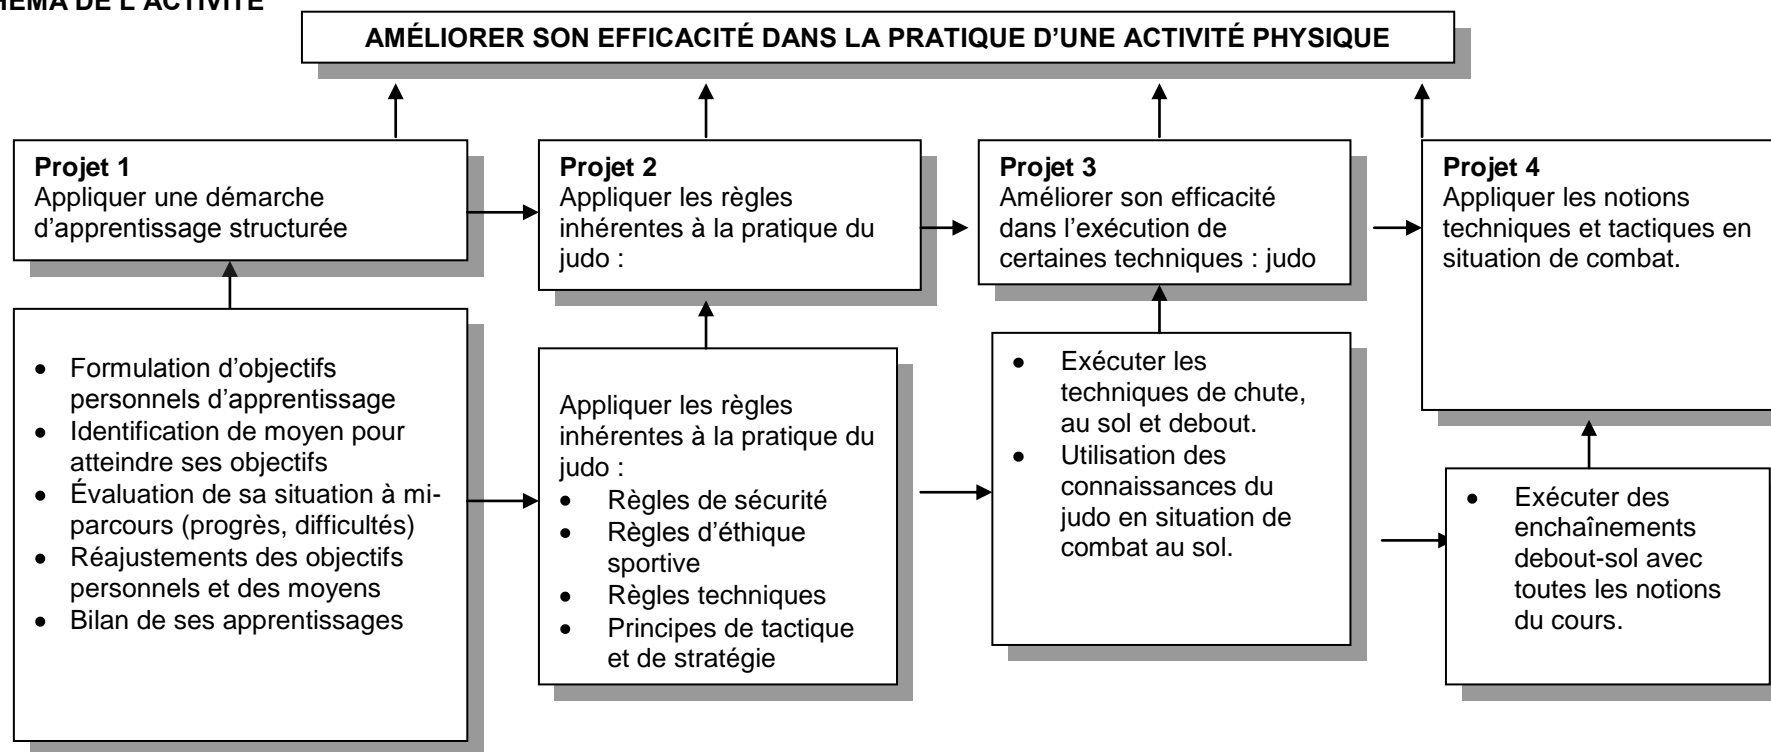 HÉMA DE L'ACTIVITÉ
AMÉLIORER SON EFFICACITÉ DANS LA PRATIQUE D'UNE ACTIVITÉ PHYSIQUE
Projet 1
Appliquer une démarche
d'apprentissage structurée
Projet 2
Appliquer les règles
inhérentes à la pratique du
judo :
Projet 3
Améliorer son efficacité
dans l'exécution de
certaines techniques : judo
Projet 4
Appliquer les notions
techniques et tactiques en
situation de combat.
• Formulation d'objectifs
personnels d'apprentissage
• Identification de moyen pour
atteindre ses objectifs
• Évaluation de sa situation à mi-
parcours (progrès, difficultés)
• Réajustements des objectifs
personnels et des moyens
• Bilan de ses apprentissages
Appliquer les règles
inhérentes à la pratique du
judo :
• Règles de sécurité
• Règles d'éthique
sportive
• Règles techniques
• Principes de tactique
et de stratégie
• Exécuter les
techniques de chute,
au sol et debout.
• Utilisation des
connaissances du
judo en situation de
combat au sol.
• Exécuter des
enchaînements
debout-sol avec
toutes les notions
du cours.